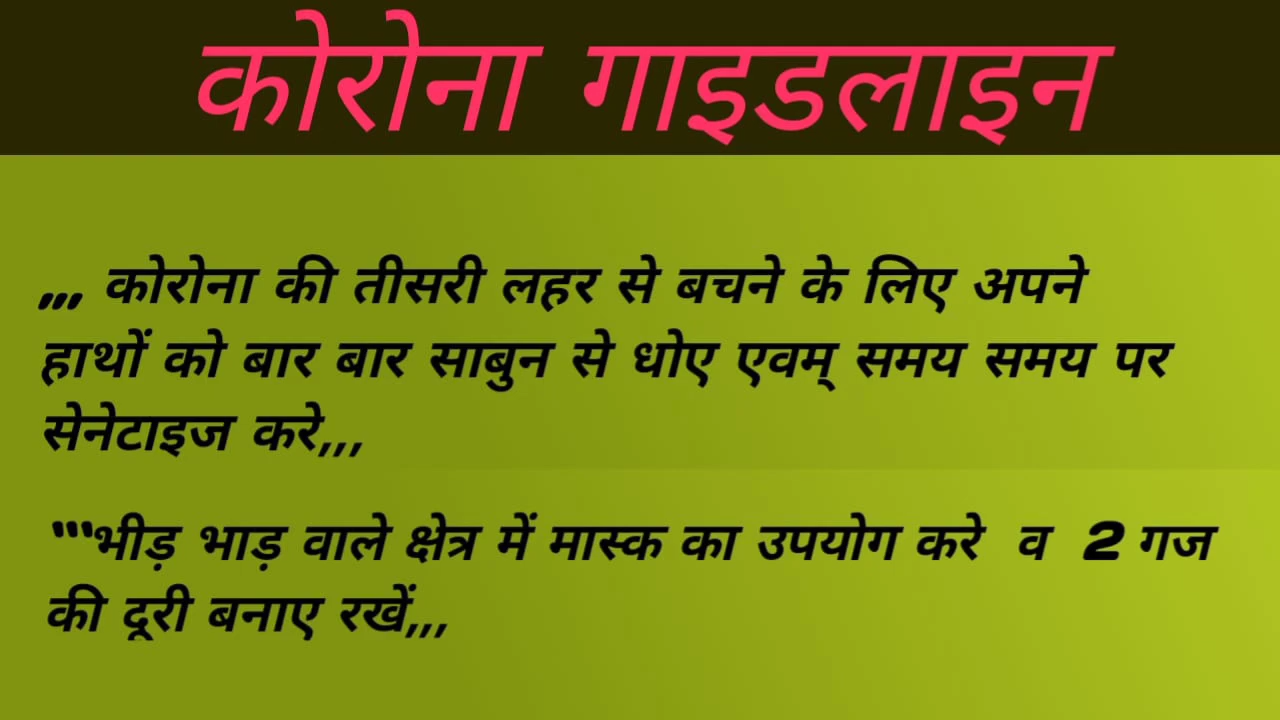 कोरोना गाइडलाइन
,,, कोरोना की तीसरी लहर से बचने के लिए अपने
हाथों को बार बार साबुन से धोए एवम् समय समय पर
सेनेटाइज करे,,,
“‘भीड़ भाड़ वाले क्षेत्र में मास्क का उपयोग करे व 2 गज
की दूरी बनाए रखें,,,